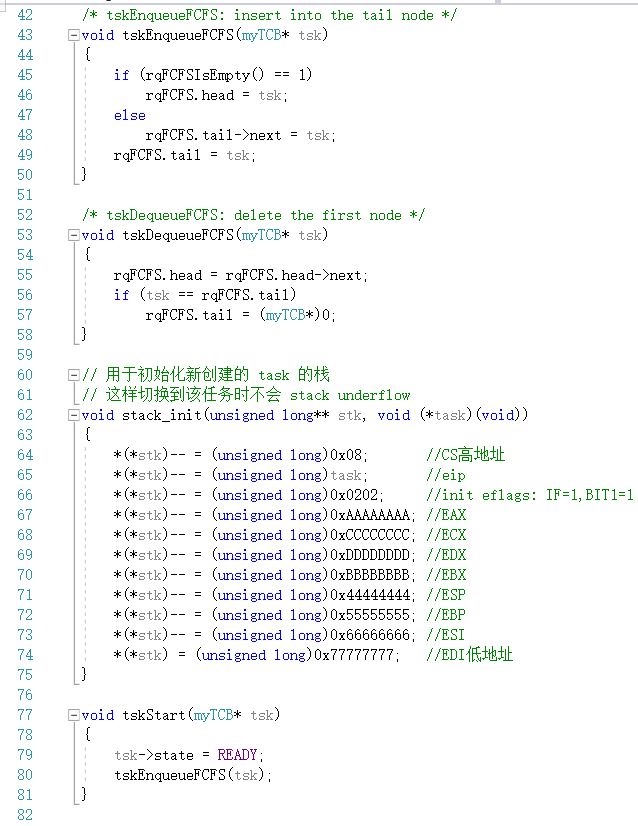 42 /* tskEnqueueFCFS: insert into the tail node */
43 void tskEnqueueFCFS(myTCB* tsk)
44 {
45 if (rqFCFSIsEmpty() == 1)
46 rqFCFS.head = tsk;
47 else
48 rqFCFS.tail->next = tsk;
49 rqFCFS.tail = tsk;
50 }
51
52 /* tskDequeueFCFS: delete the first node */
53 void tskDequeueFCFS(myTCB* tsk)
54 {
55 rqFCFS.head = rqFCFS.head->next;
56 if (tsk == rqFCFS.tail)
57 rqFCFS.tail = (myTCB*)0;
58 }
59
60 // 用于初始化新创建的 task 的栈
61 // 这样切换到该任务时不会 stack underflow
62 void stack_init(unsigned long** stk, void (*task)(void))
63 {
64 *(*stk)-- = (unsigned long)0x08; //CS高地址
65 *(*stk)-- = (unsigned long)task; //eip
66 *(*stk)-- = (unsigned long)0x0202; //init eflags: IF=1,BIT1=1
67 *(*stk)-- = (unsigned long)0xAAAAAAAA; //EAX
68 *(*stk)-- = (unsigned long)0xCCCCCCCC; //ECX
69 *(*stk)-- = (unsigned long)0xDDDDDDDD; //EDX
70 *(*stk)-- = (unsigned long)0xBBBBBBBB; //EBX
71 *(*stk)-- = (unsigned long)0x44444444; //ESP
72 *(*stk)-- = (unsigned long)0x55555555; //EBP
73 *(*stk)-- = (unsigned long)0x66666666; //ESI
74 *(*stk) = (unsigned long)0x77777777; //EDI低地址
75 }
76
77 void tskStart(myTCB* tsk)
78 {
79 tsk->state = READY;
80 tskEnqueueFCFS(tsk);
81 }
82